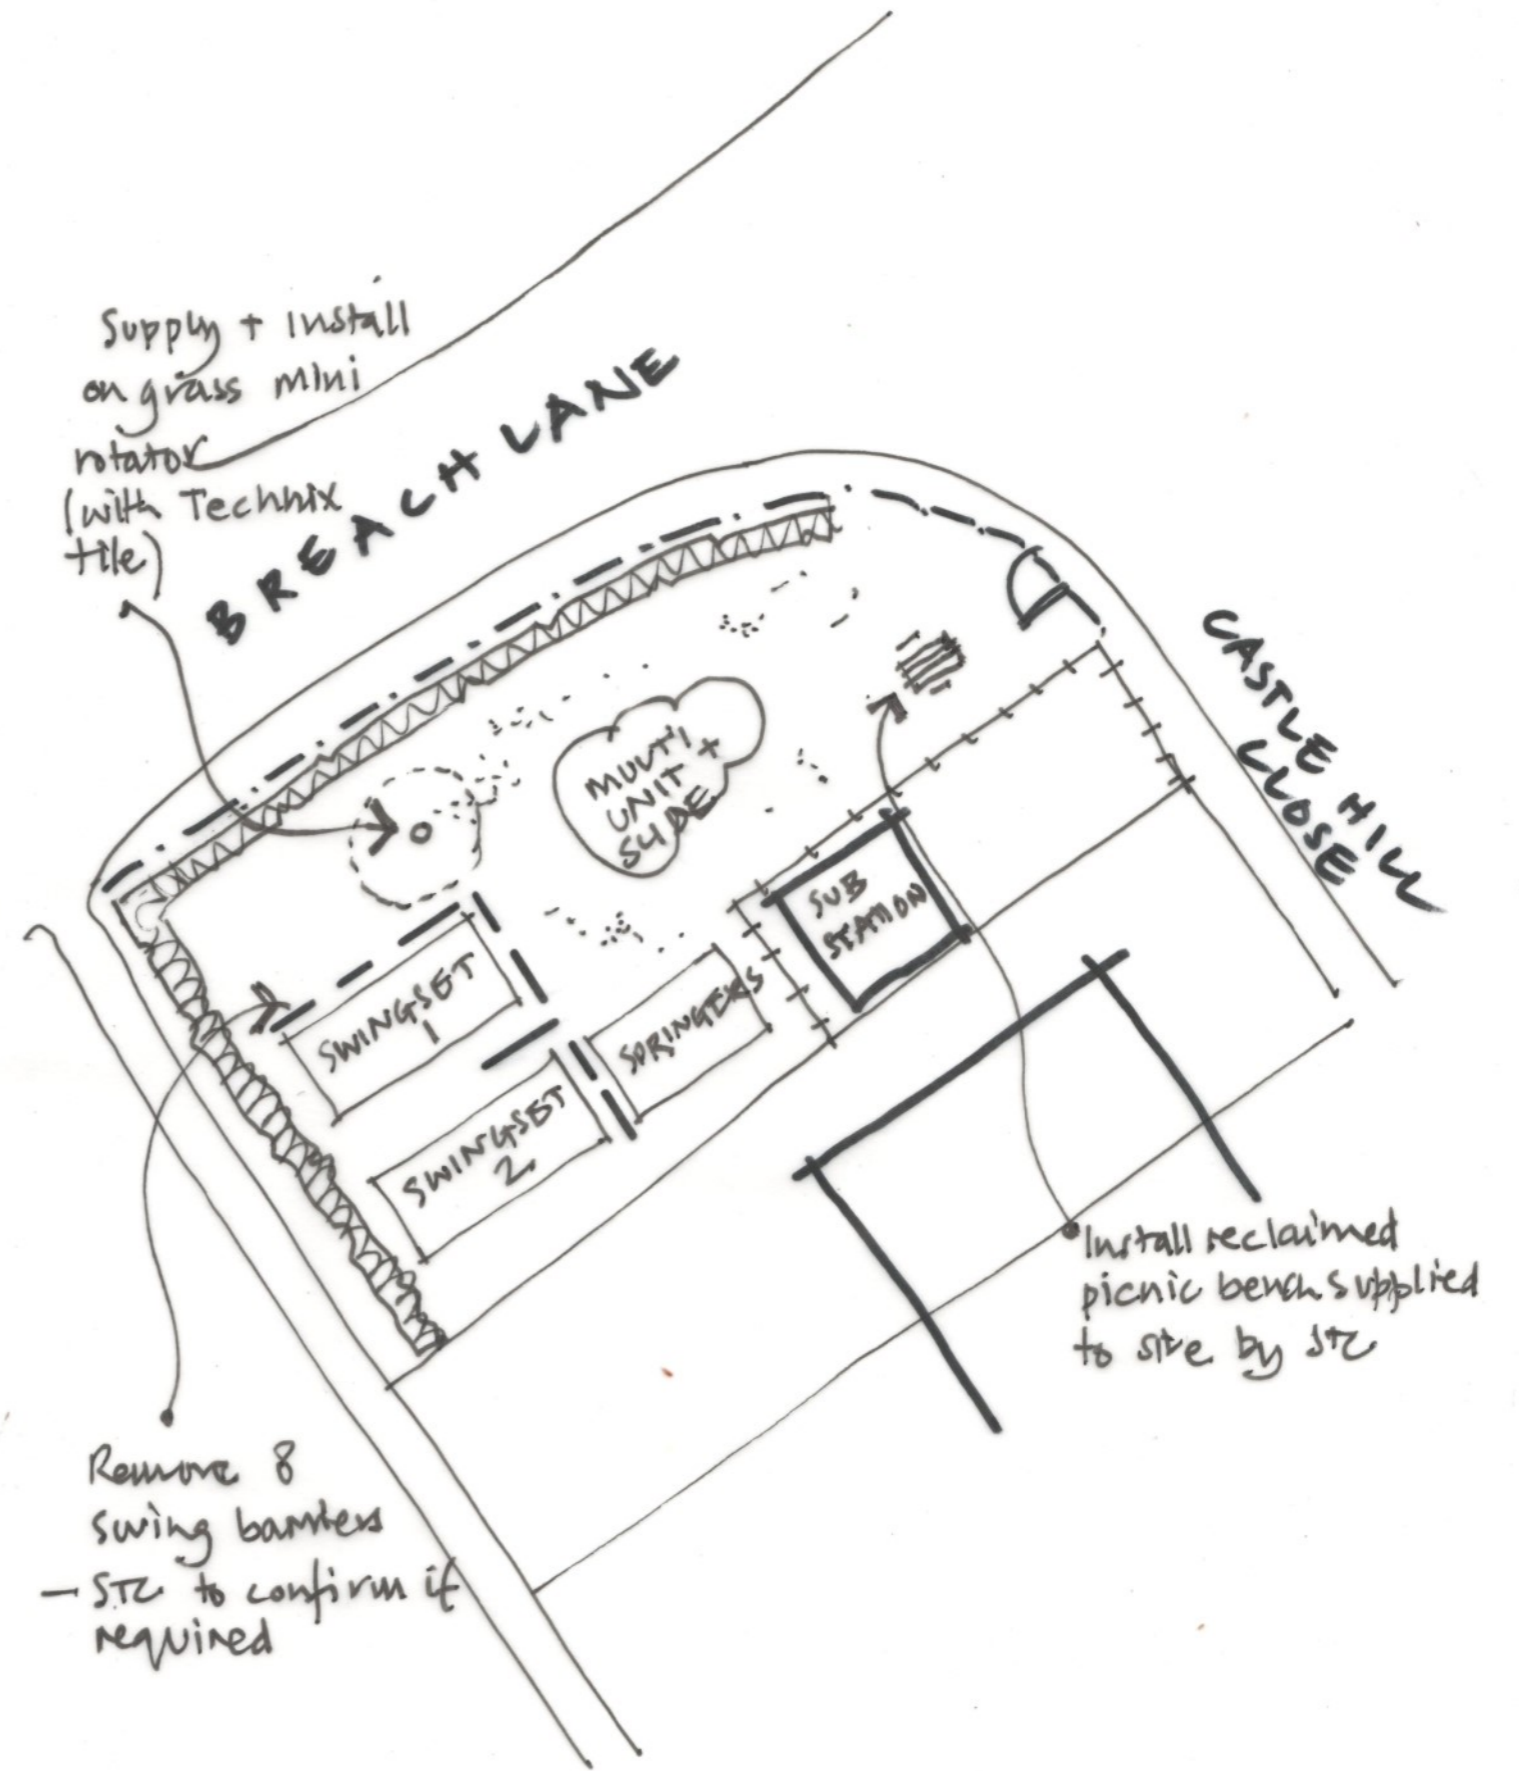 Supply + install
on grass mini
rotator
(with Technix
tile)
BREACH LANE
CASTLE HILL
CLOSE
MULTI
UNIT +
SLIDE
SUB
STATION
SWINGSET
1
SPRINGERS
SWINGSET
2
Install reclaimed
picnic bench supplied
to site by STC
Remove 8
swing barriers
- STC to confirm if
required